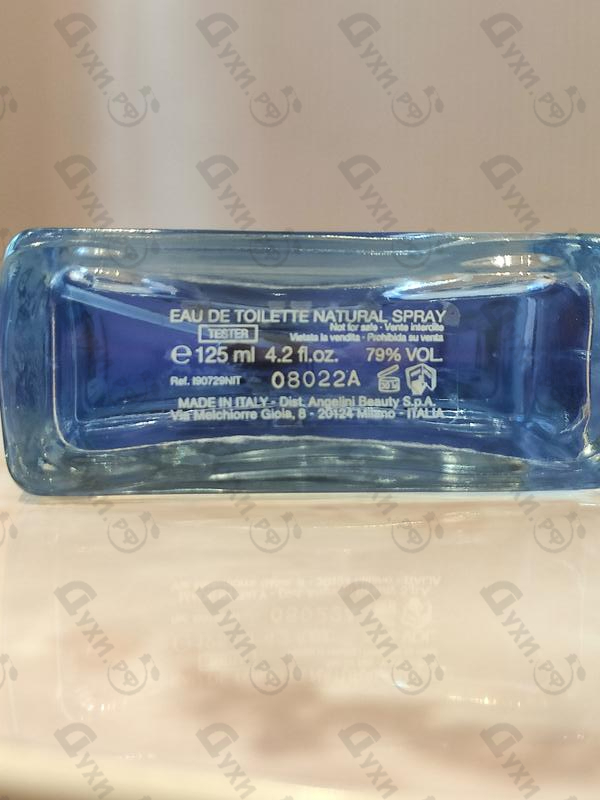 EAU DE TOILETTE NATURAL SPRAY
TESTER
Not for sale - Vente interdite
Vietata la vendita - Prohibida su venta
e 125 ml 4.2 fl.oz. 79% VOL.
Ref. I90729NIT 08022A
MADE IN ITALY - Dist. Angelini Beauty S.p.A.
Via Melchiorre Gioia, 8 - 20124 Milano - ITALIA
Духи.рф